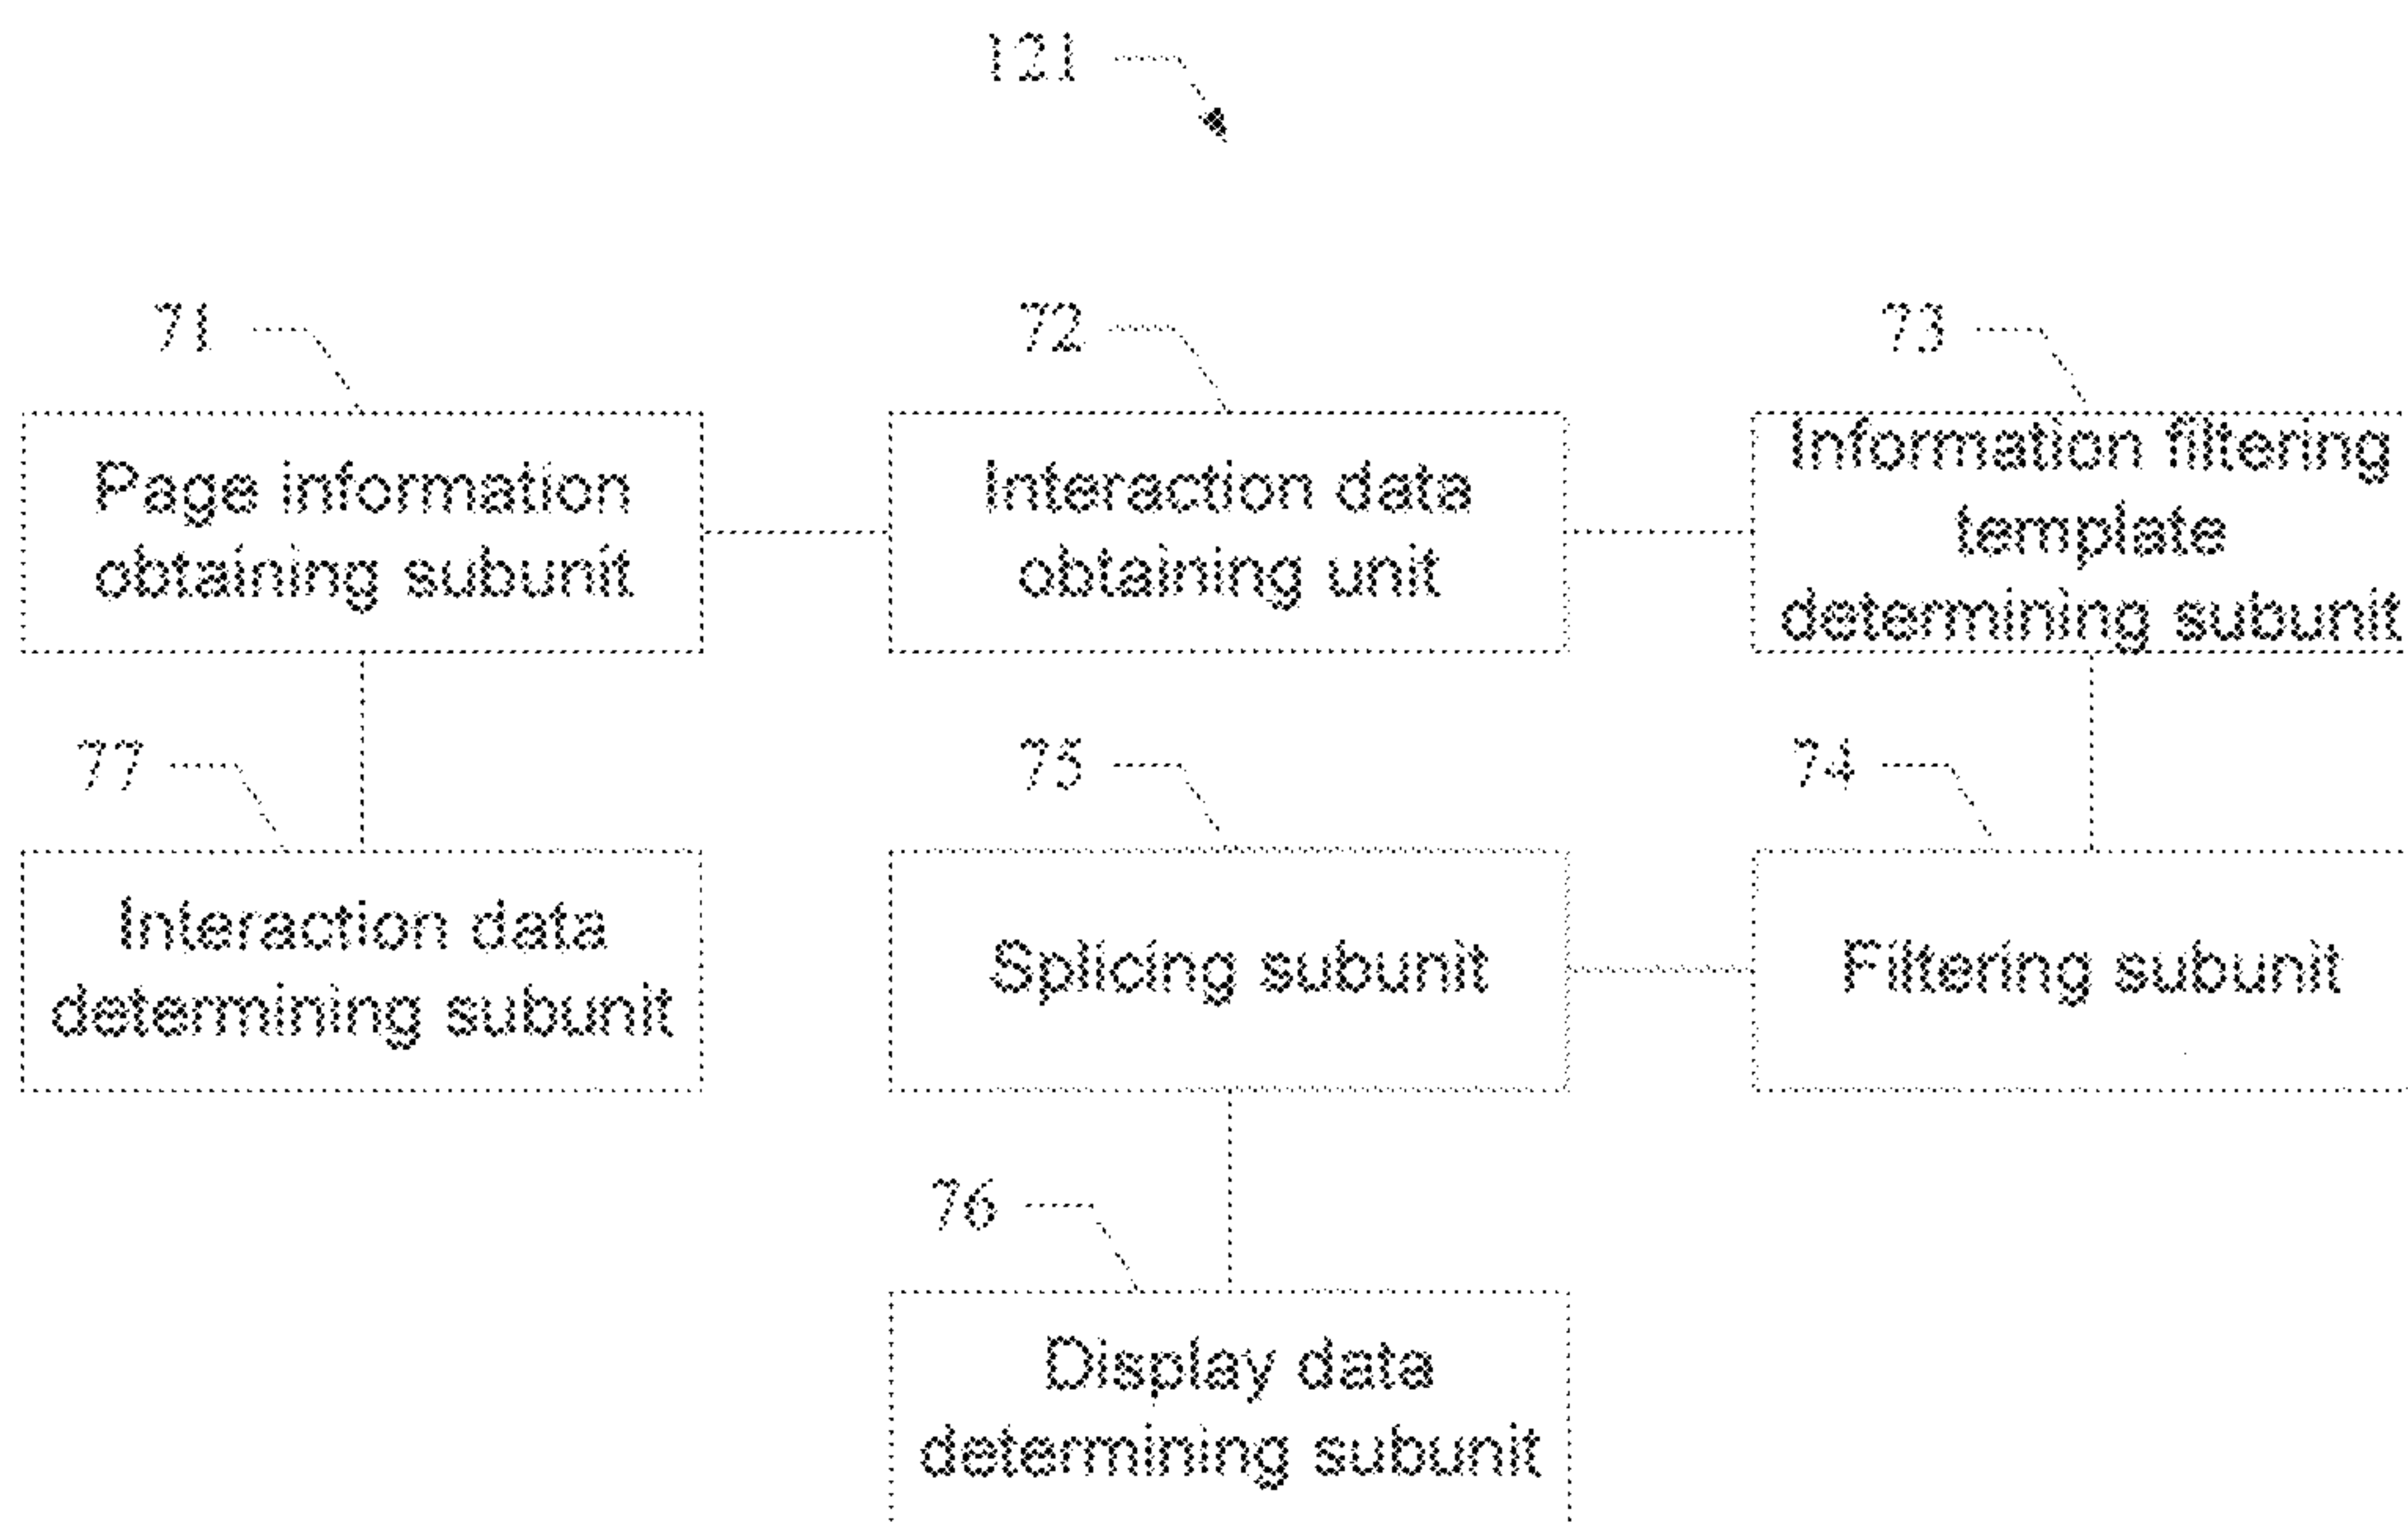 121
71
72
73
Page information
obtaining subunit
Interaction data
obtaining unit
Information filtering
template
determining subunit
77
75
74
Interaction data
determining subunit
Splicing subunit
Filtering subunit
76
Display data
determining subunit